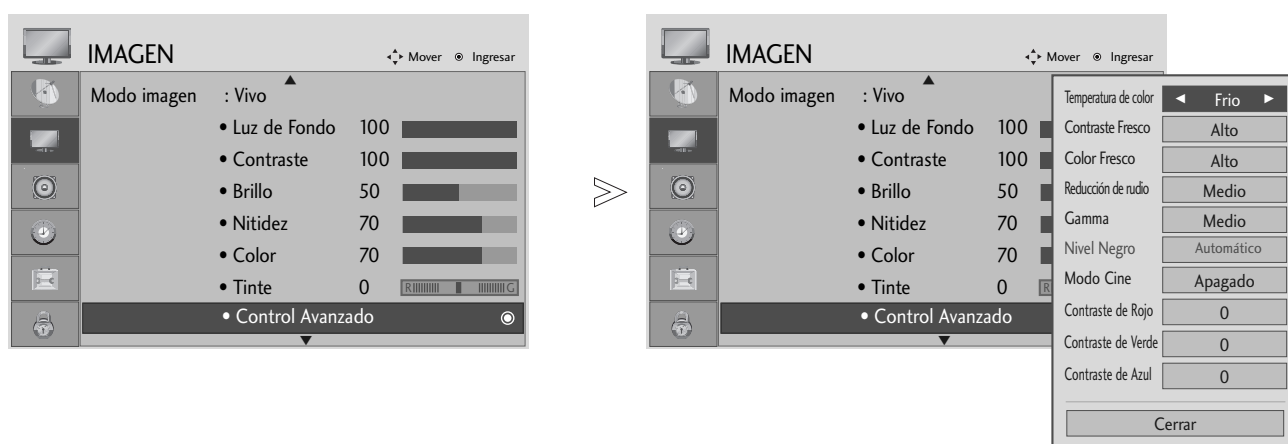 IMAGEN
Mover Ingresar
Modo imagen : Vivo
• Luz de Fondo 100
• Contraste 100
• Brillo 50
• Nitidez 70
• Color 70
• Tinte 0 R G
• Control Avanzado
IMAGEN
Mover Ingresar
Modo imagen : Vivo
• Luz de Fondo 100
• Contraste 100
• Brillo 50
• Nitidez 70
• Color 70
• Tinte 0 R
• Control Avanzado
Temperatura de color Frio
Contraste Fresco Alto
Color Fresco Alto
Reducción de rudio Medio
Gamma Medio
Nivel Negro Automático
Modo Cine Apagado
Contraste de Rojo 0
Contraste de Verde 0
Contraste de Azul 0
Cerrar